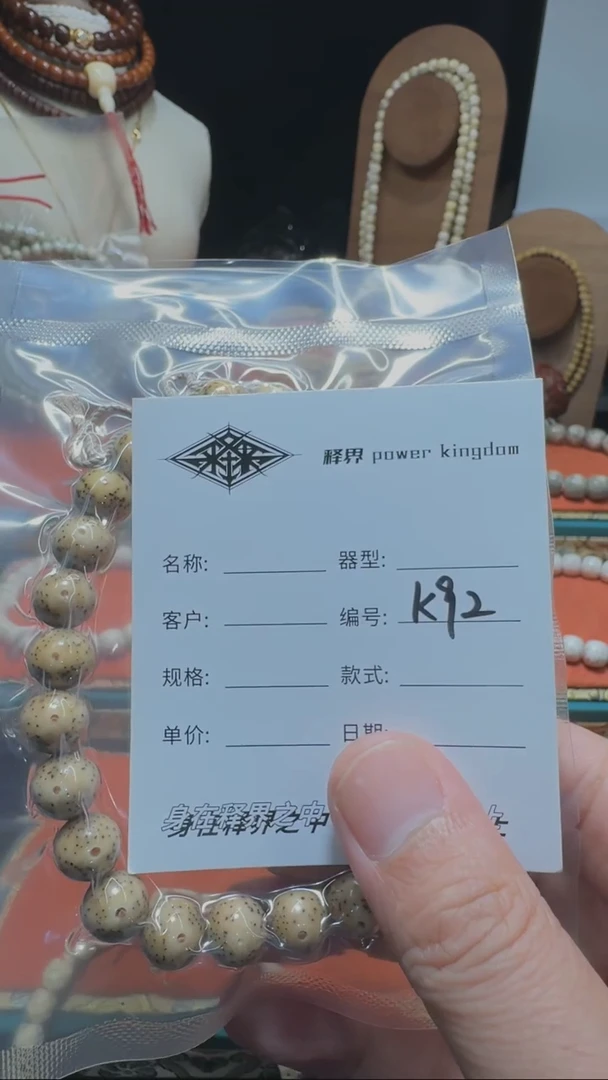 释界 power kingdom
名称: 器型:
客户: 编号: K92
规格: 款式:
单价: 日期:
身在释界之中